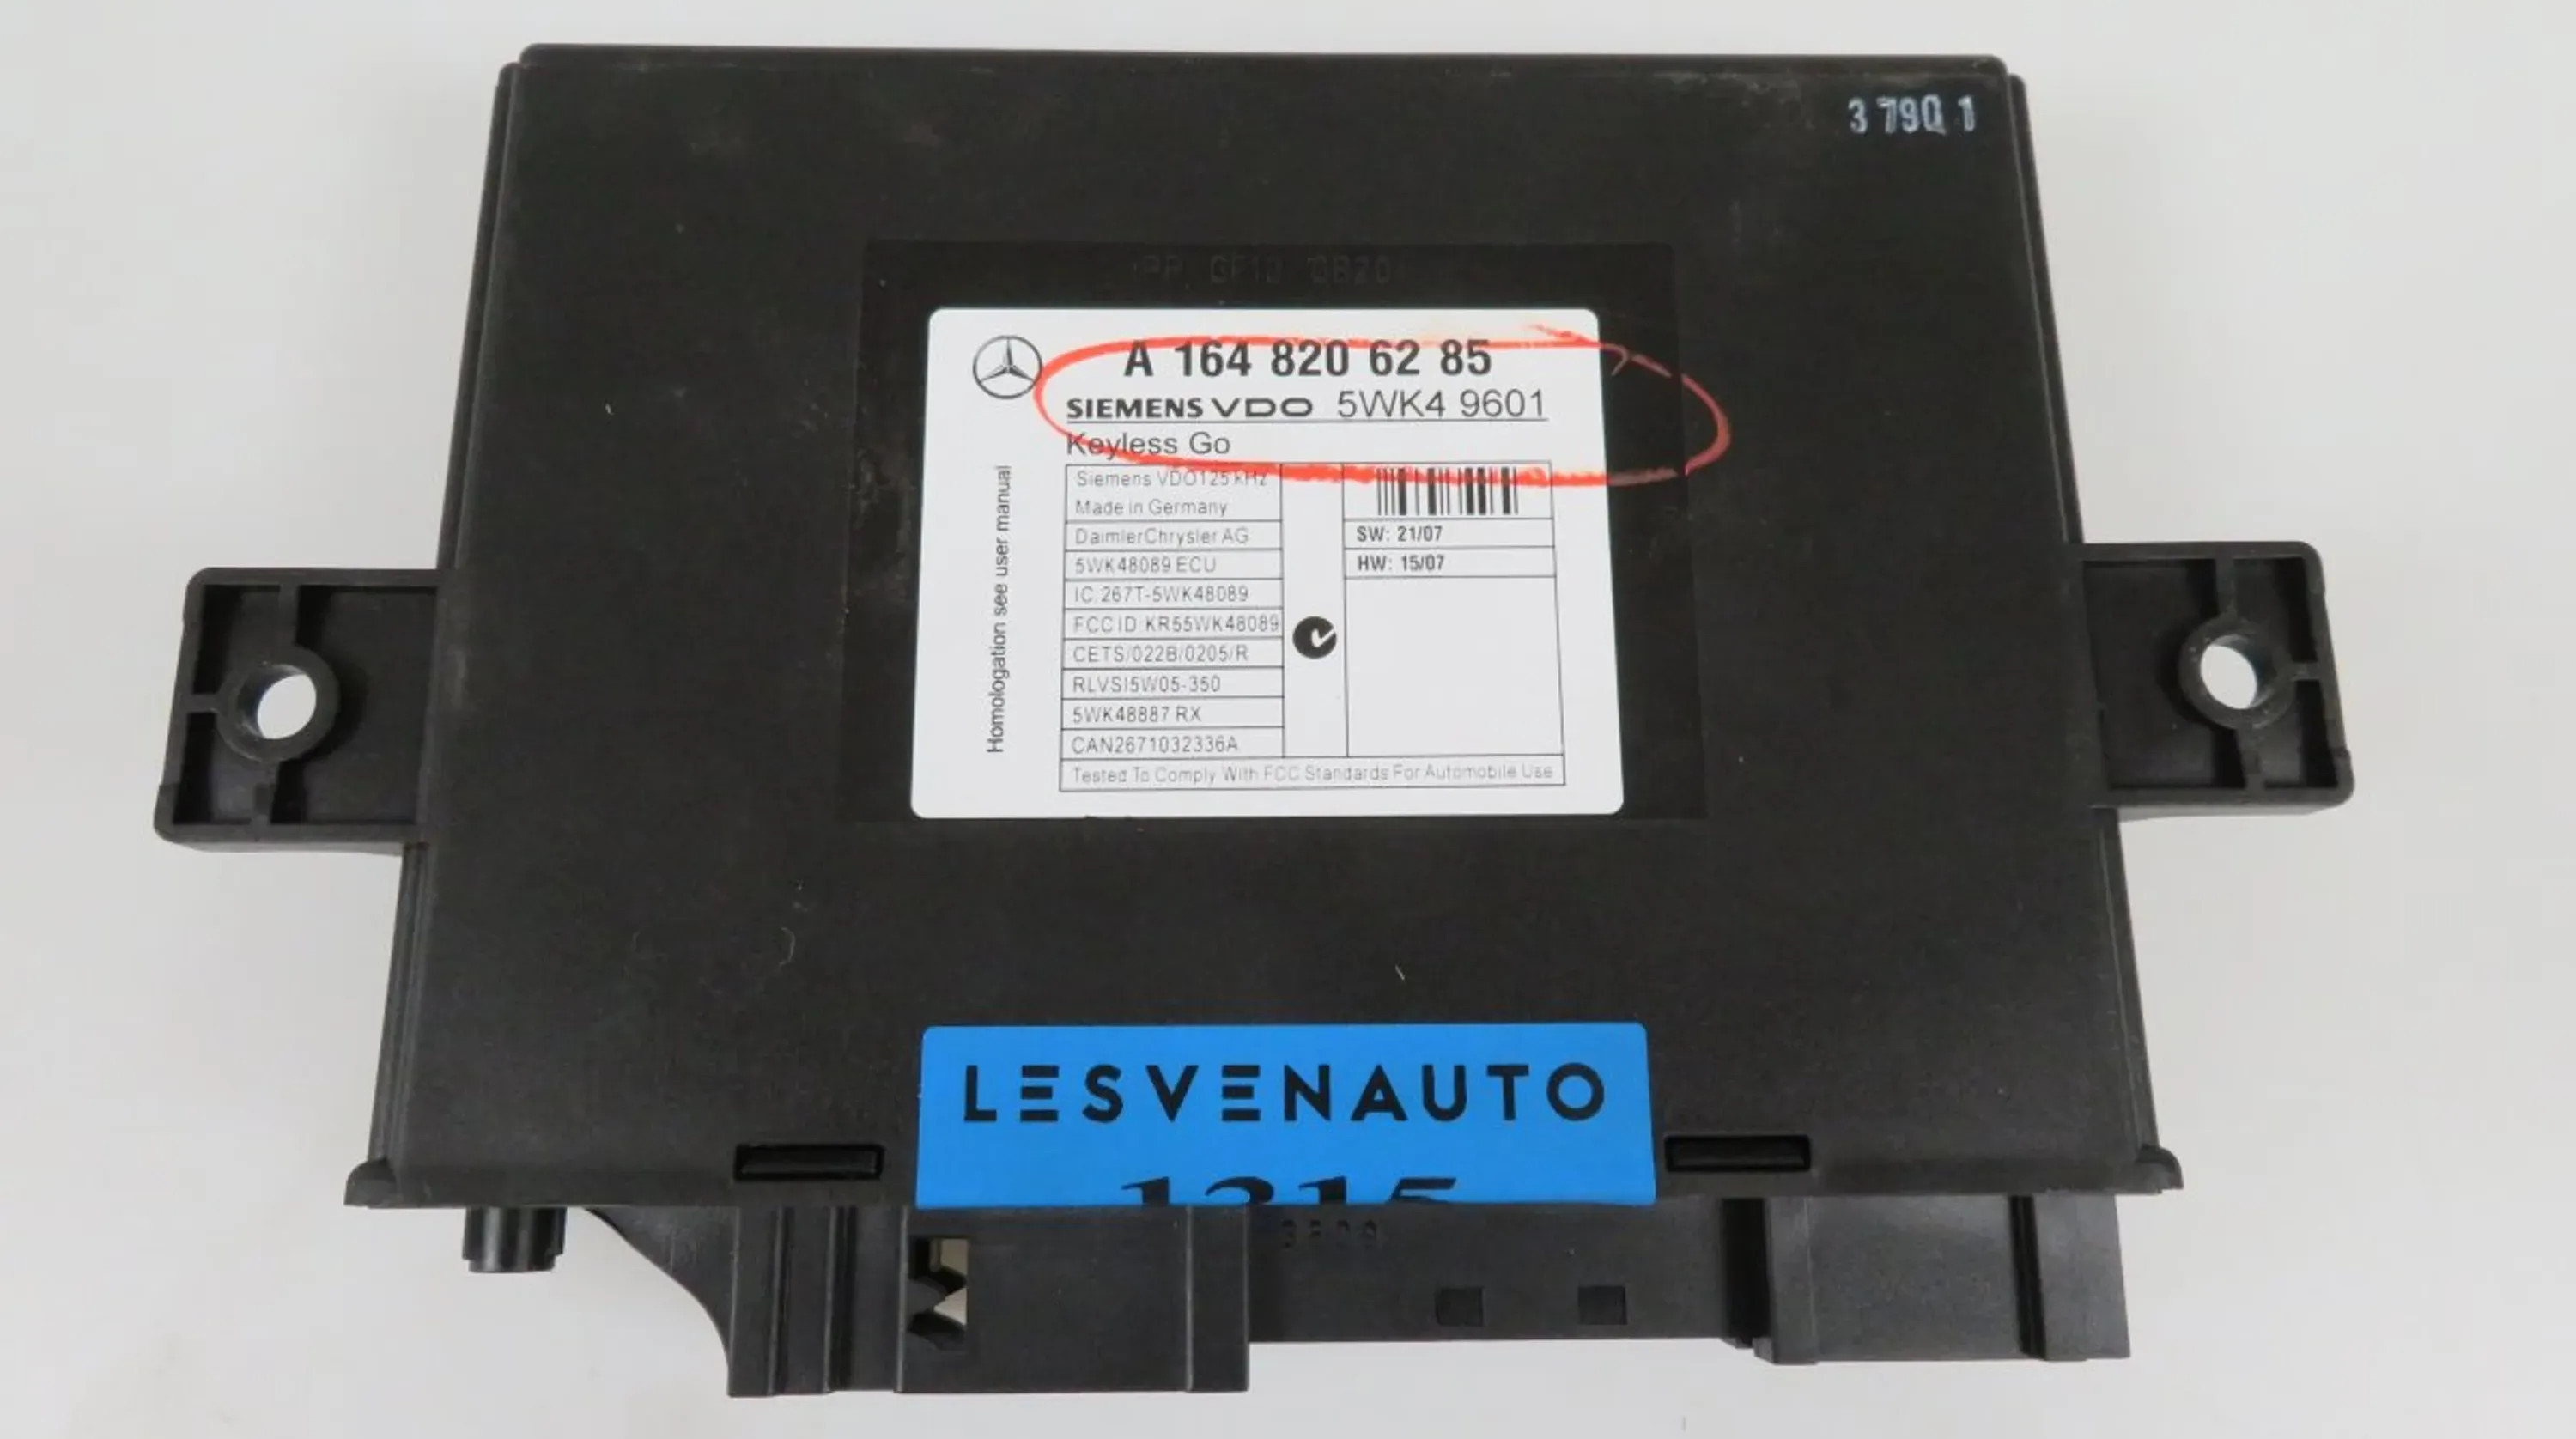 3 79Q 1
A 164 820 62 85
SIEMENS VDO 5WK4 9601
Keyless Go
Homologation see user manual
Siemens VDO125 kHz
Made in Germany
DaimlerChrysler AG
5WK48089 ECU
IC:267T-5WK48089
FCC ID:KR55WK48089
CETS/022B/0205/R
RLVSI5W05-350
5WK48887 RX
CAN2671032336A
SW: 21/07
HW: 15/07
Tested To Comply With FCC Standards For Automobile Use
LESVENAUTO
1315